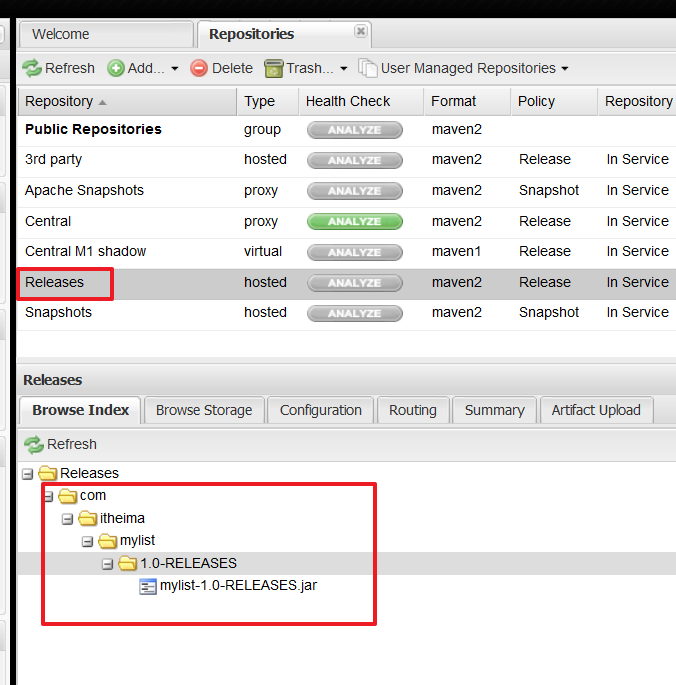 Welcome Repositories
Refresh Add... Delete Trash... User Managed Repositories
Repository Type Health Check Format Policy Repository
Public Repositories group ANALYZE maven2
3rd party hosted ANALYZE maven2 Release In Service
Apache Snapshots proxy ANALYZE maven2 Snapshot In Service
Central proxy ANALYZE maven2 Release In Service
Central M1 shadow virtual ANALYZE maven1 Release In Service
Releases hosted ANALYZE maven2 Release In Service
Snapshots hosted ANALYZE maven2 Snapshot In Service
Releases
Browse Index Browse Storage Configuration Routing Summary Artifact Upload
Refresh
Releases
com
itheima
mylist
1.0-RELEASES
mylist-1.0-RELEASES.jar